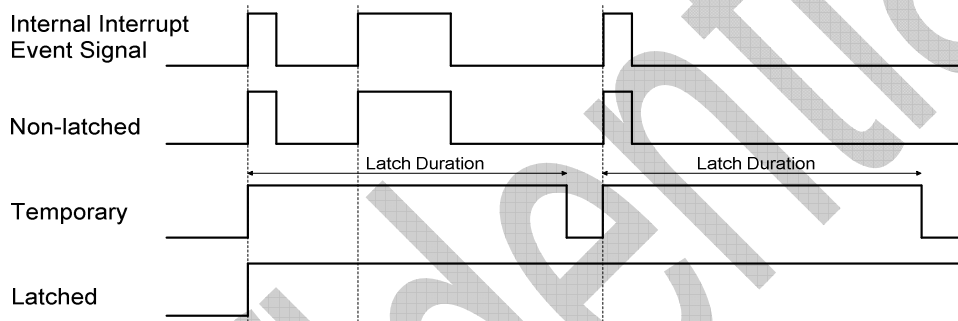 Internal Interrupt
Event Signal
Non-latched
Latch Duration
Latch Duration
Temporary
Latched